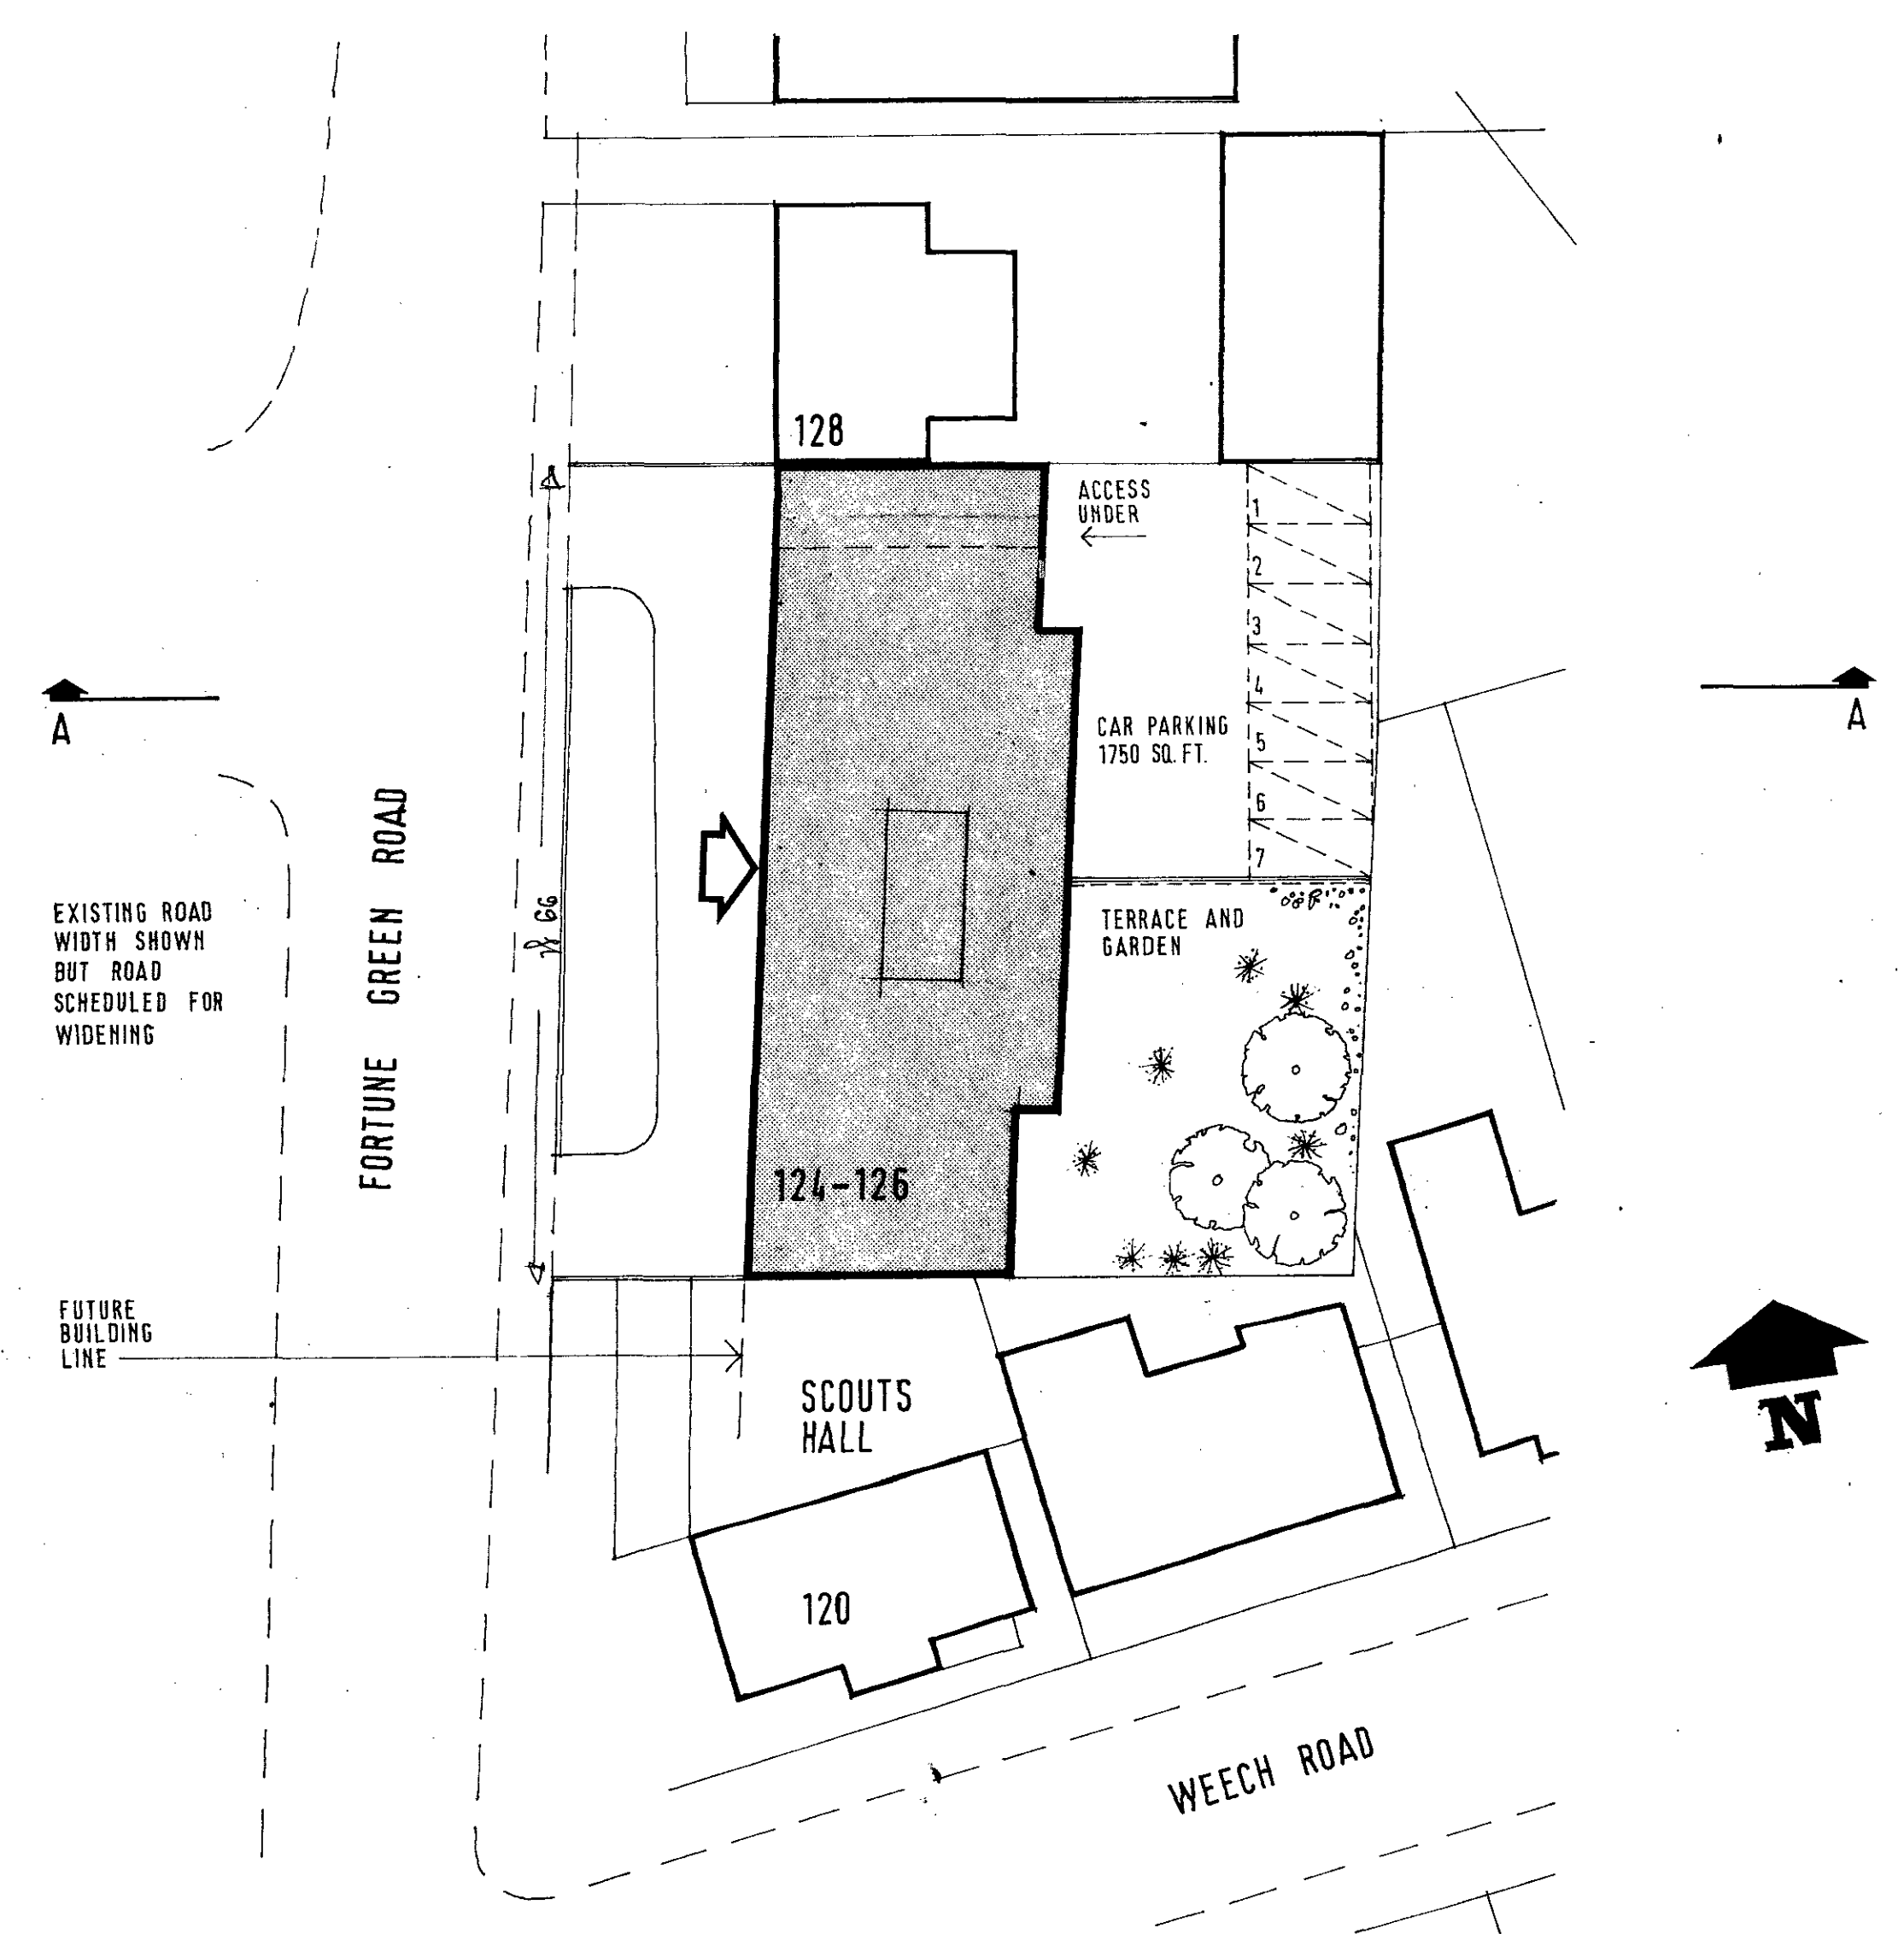 128
ACCESS
UNDER
1
2
3
4
5
6
7
A
A
CAR PARKING
1750 SQ. FT.
FORTUNE GREEN ROAD
EXISTING ROAD
WIDTH SHOWN
BUT ROAD
SCHEDULED FOR
WIDENING
TERRACE AND
GARDEN
124-126
FUTURE
BUILDING
LINE
SCOUTS
HALL
N
120
WEECH ROAD